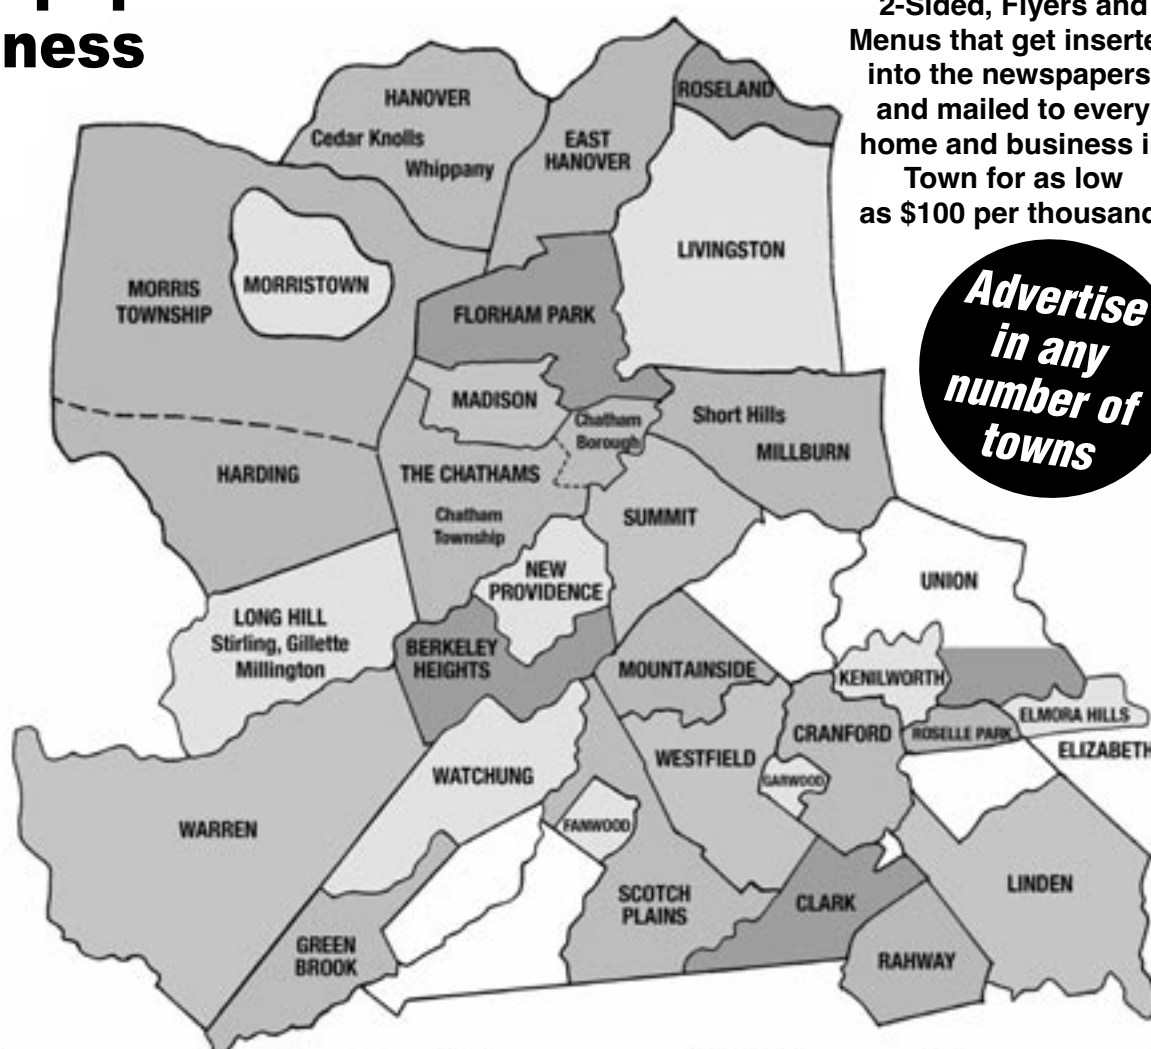 ness
2-Sided, Flyers and
Menus that get inserte
into the newspapers
and mailed to every
home and business i
Town for as low
as $100 per thousand
Advertise
in any
number of
towns
HANOVER
Cedar Knolls
Whippany
EAST
HANOVER
ROSELAND
LIVINGSTON
MORRIS
TOWNSHIP
MORRISTOWN
FLORHAM PARK
MADISON
Chatham
Borough
Short Hills
MILLBURN
HARDING
THE CHATHAMS
Chatham
Township
SUMMIT
NEW
PROVIDENCE
UNION
LONG HILL
Stirling, Gillette
Millington
BERKELEY
HEIGHTS
MOUNTAINSIDE
KENILWORTH
ELMORA HILLS
ROSELLE PARK
CRANFORD
ELIZABETH
WESTFIELD
GARWOOD
WATCHUNG
FANWOOD
WARREN
SCOTCH
PLAINS
CLARK
LINDEN
GREEN
BROOK
RAHWAY